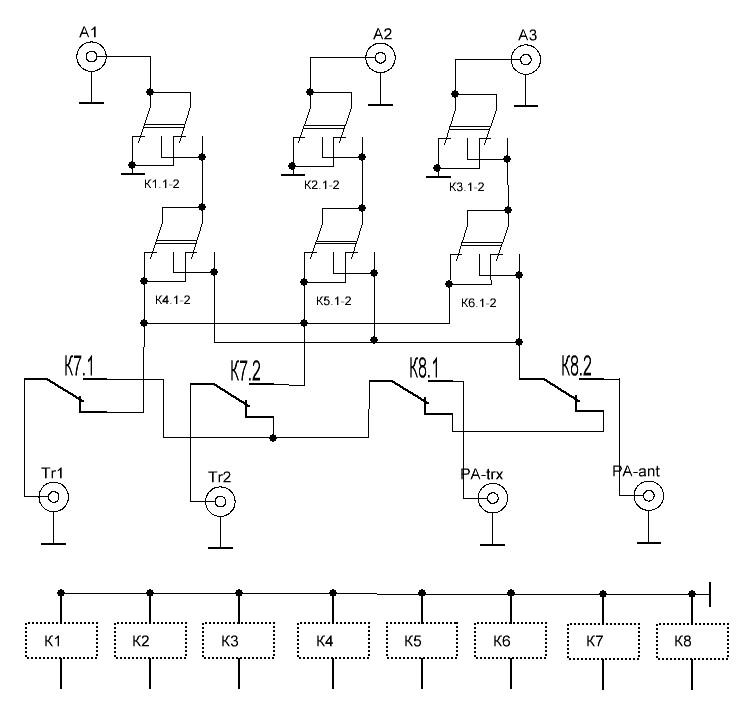 A1
A2
A3
K1.1-2
K2.1-2
K3.1-2
K4.1-2
K5.1-2
K6.1-2
K7.1
K7.2
K8.1
K8.2
Tr1
Tr2
PA-trx
PA-ant
K1
K2
K3
K4
K5
K6
K7
K8